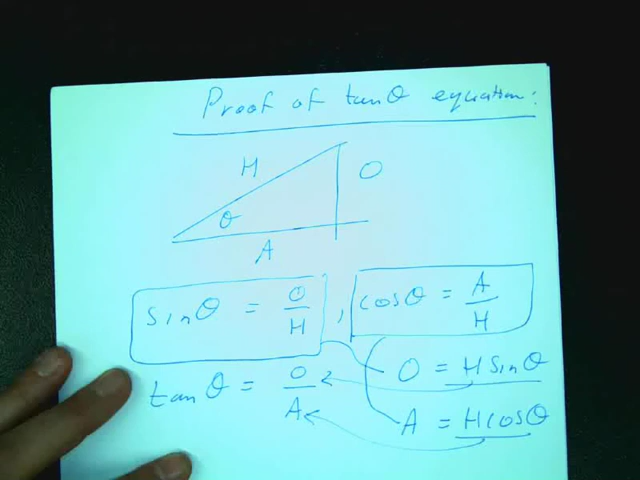 Proof of tanθ equation:
H
O
θ
A
sinθ = O/H , cosθ = A/H
tanθ = O/A
O = H sinθ
A = H cosθ